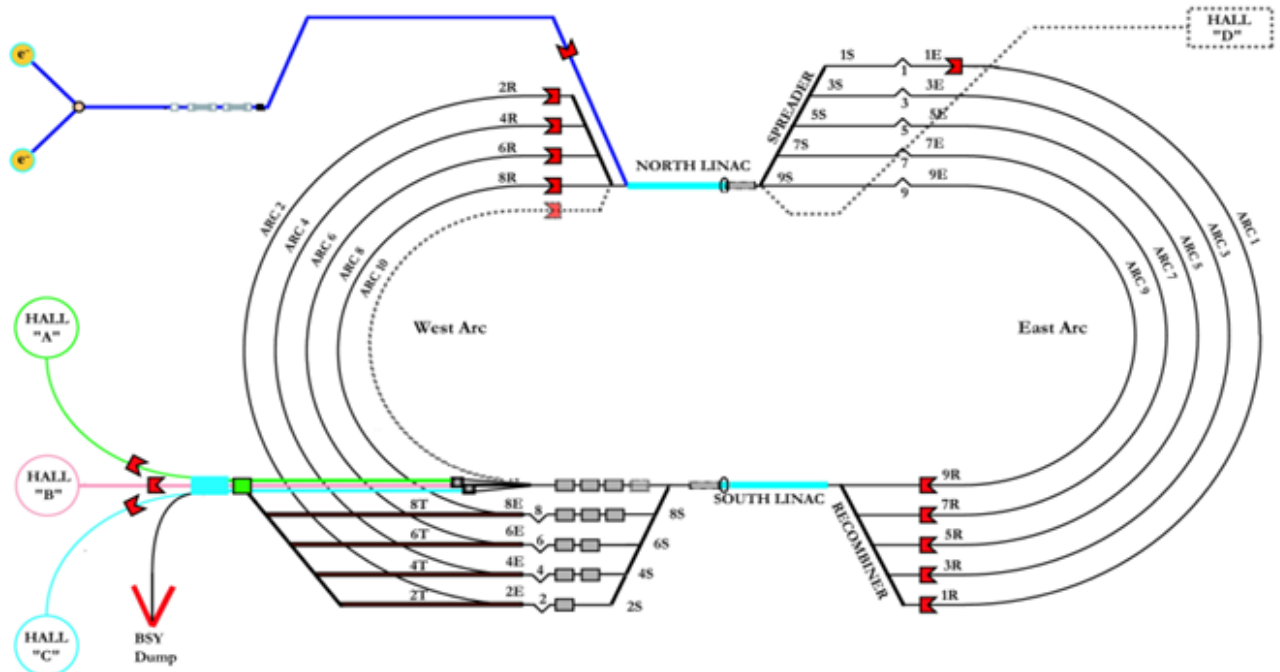 HALL
"D"
e-
1S
1
1E
2R
3S
3
3E
4R
5S
5
5E
SPREADER
6R
7S
7
7E
NORTH LINAC
8R
9S
9
9E
ARC 2
ARC 4
ARC 6
ARC 8
ARC 10
ARC 1
ARC 3
ARC 5
ARC 7
ARC 9
HALL
"A"
West Arc
East Arc
e-
HALL
"B"
9R
SOUTH LINAC
8T
8E
8
8S
7R
6T
6E
6
6S
5R
RECOMBINER
4T
4E
4
4S
3R
2T
2E
2
2S
1R
HALL
"C"
BSY
Dump